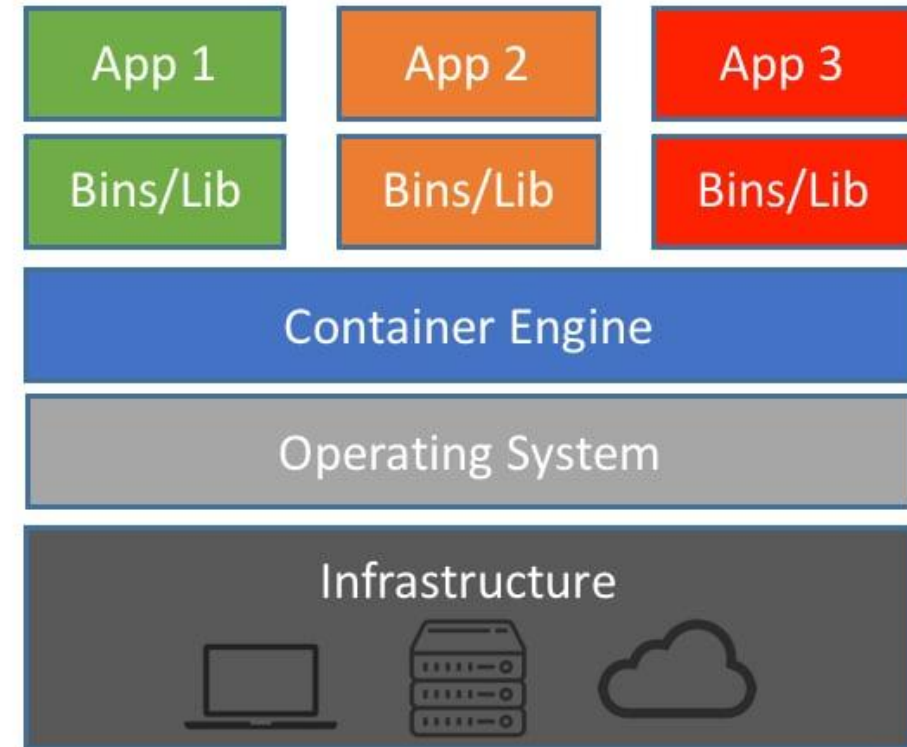 App 1
App 2
App 3
Bins/Lib
Bins/Lib
Bins/Lib
Container Engine
Operating System
Infrastructure